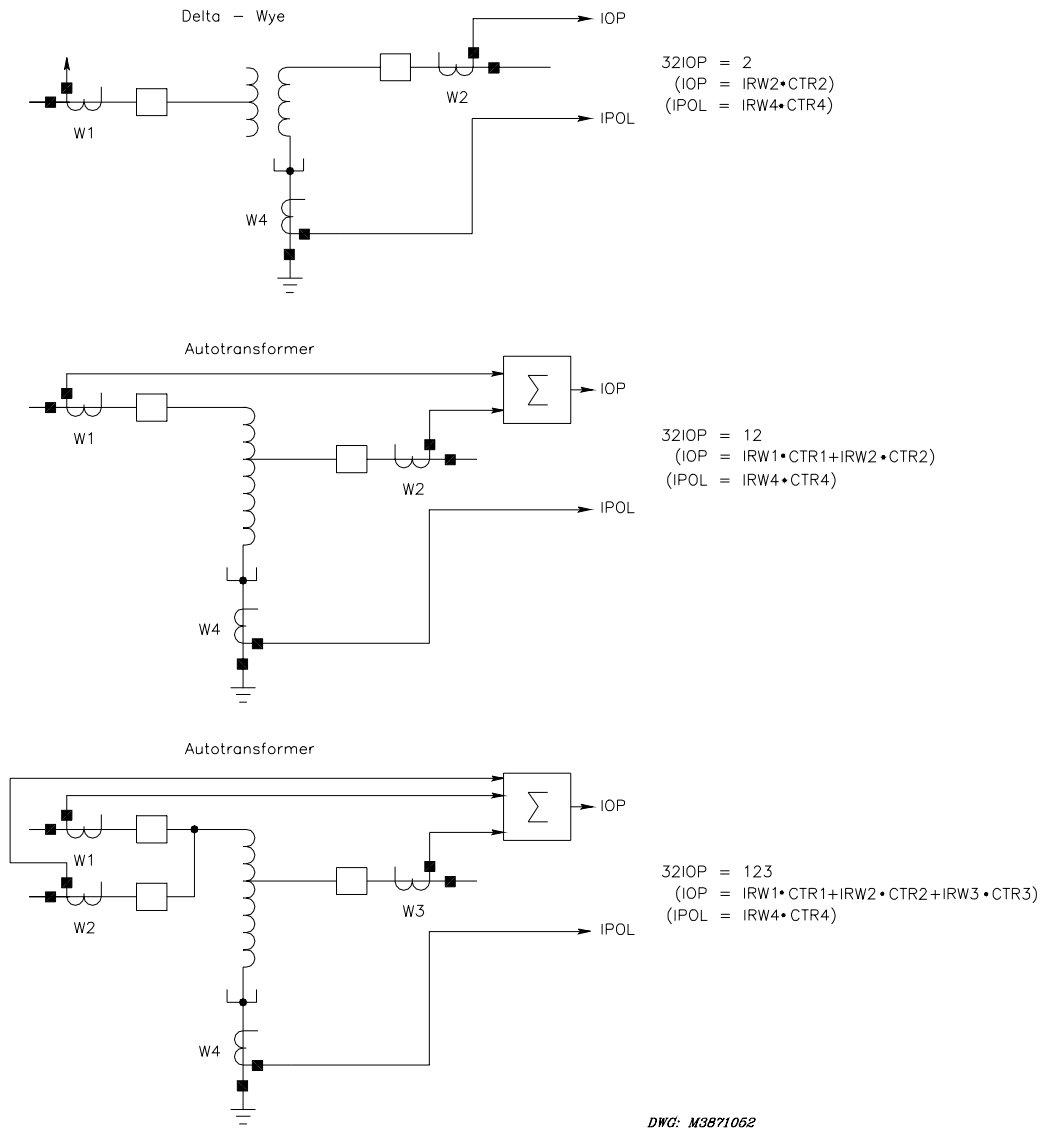 Delta - Wye
IOP
W1
W2
32IOP = 2
(IOP = IRW2•CTR2)
(IPOL = IRW4•CTR4)
IPOL
W4
Autotransformer
Σ
IOP
W1
W2
32IOP = 12
(IOP = IRW1•CTR1+IRW2•CTR2)
(IPOL = IRW4•CTR4)
IPOL
W4
Autotransformer
Σ
IOP
W1
W2
W3
32IOP = 123
(IOP = IRW1•CTR1+IRW2•CTR2+IRW3•CTR3)
(IPOL = IRW4•CTR4)
IPOL
W4
DWG: M3871052